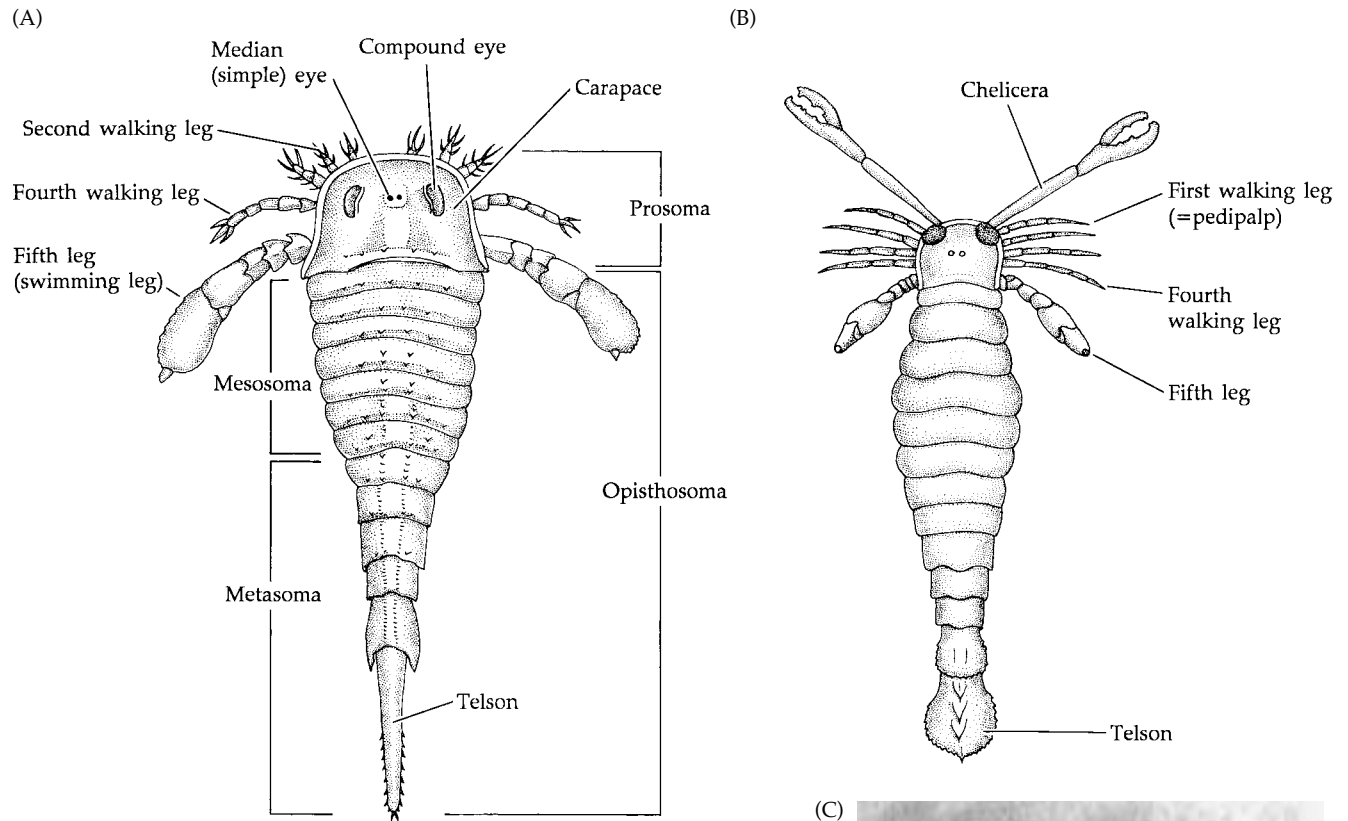 (A)
Median
(simple) eye
Compound eye
Carapace
Second walking leg
Fourth walking leg
Prosoma
Fifth leg
(swimming leg)
Mesosoma
Opisthosoma
Metasoma
Telson
(B)
Chelicera
First walking leg
(=pedipalp)
Fourth
walking leg
Fifth leg
Telson
(C)